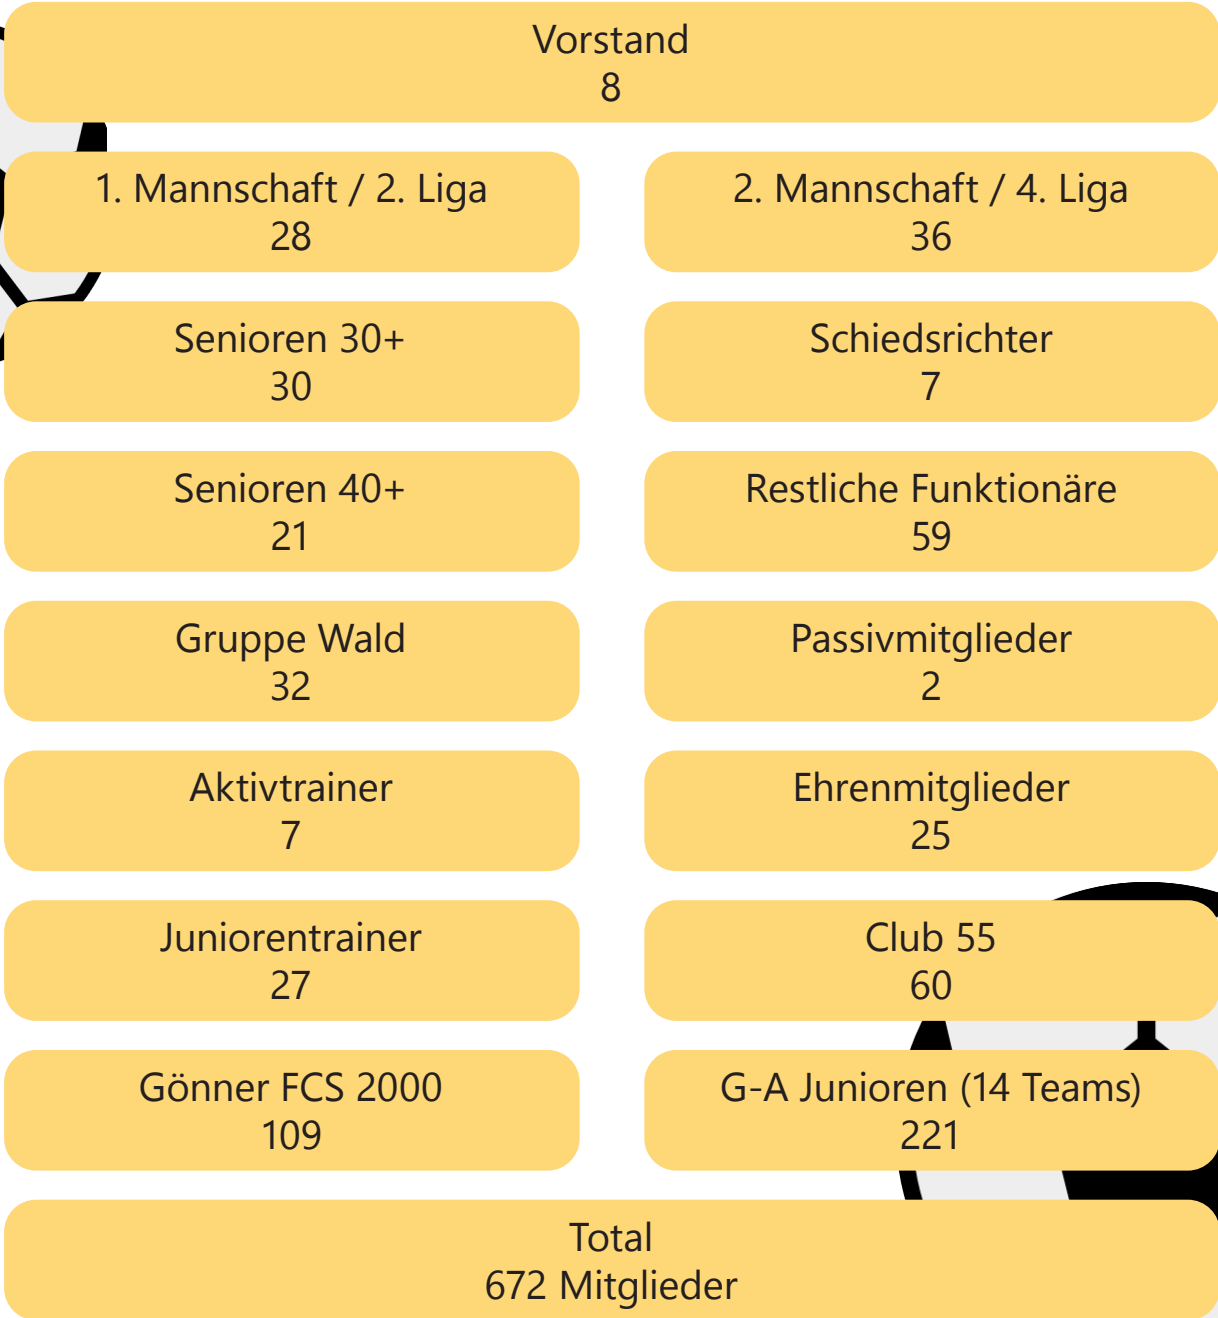 Vorstand
8
1. Mannschaft / 2. Liga
28
2. Mannschaft / 4. Liga
36
Senioren 30+
30
Schiedsrichter
7
Senioren 40+
21
Restliche Funktionäre
59
Gruppe Wald
32
Passivmitglieder
2
Aktivtrainer
7
Ehrenmitglieder
25
Juniorentrainer
27
Club 55
60
Gönner FCS 2000
109
G-A Junioren (14 Teams)
221
Total
672 Mitglieder